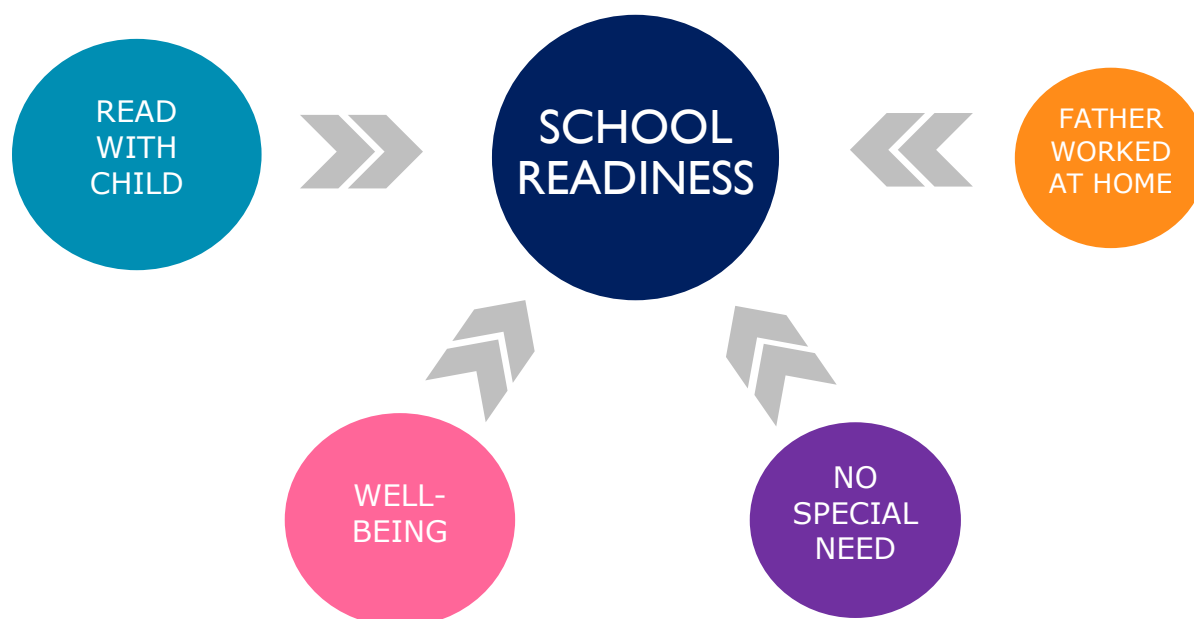 READ
WITH
CHILD
SCHOOL
READINESS
FATHER
WORKED
AT HOME
WELL-
BEING
NO
SPECIAL
NEED